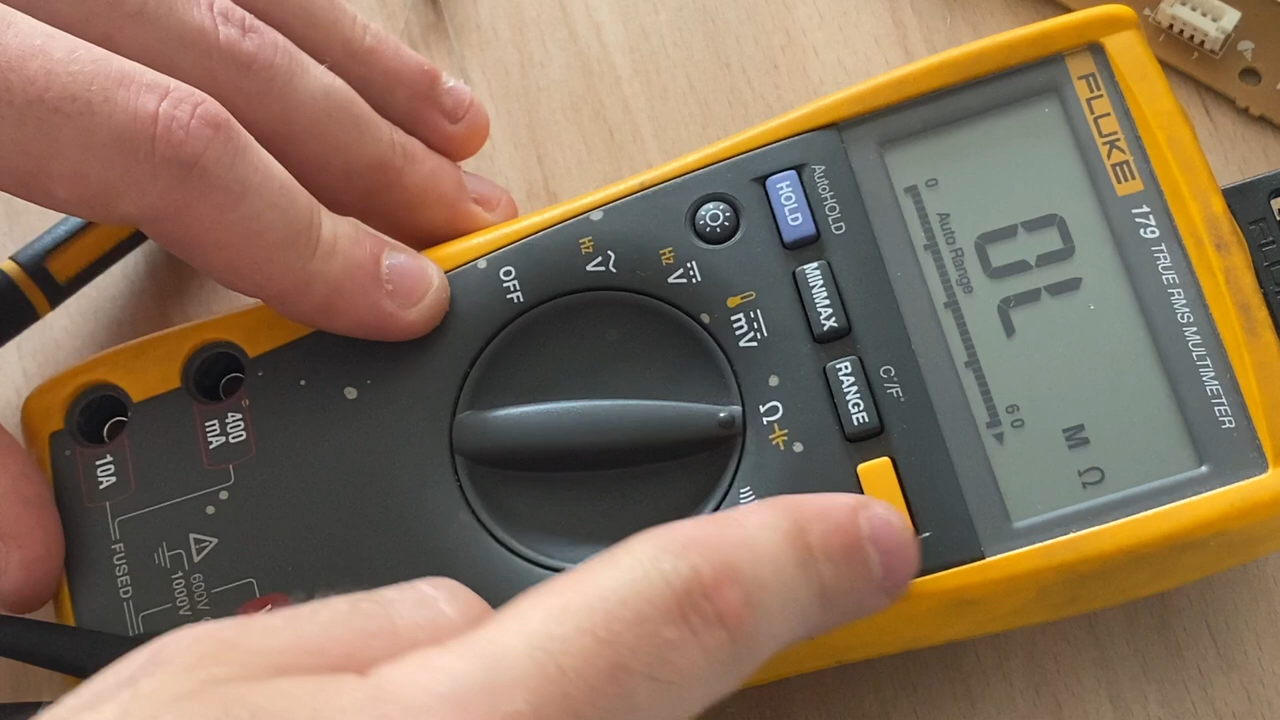 FLUKE
179 TRUE RMS MULTIMETER
0
60
Auto Range
OL
M Ω
AutoHOLD
HOLD
MINMAX
RANGE
C°/F°
OFF
Hz
V
Hz
V
mV
Ω
10A
400
mA
FUSED
600V
1000V